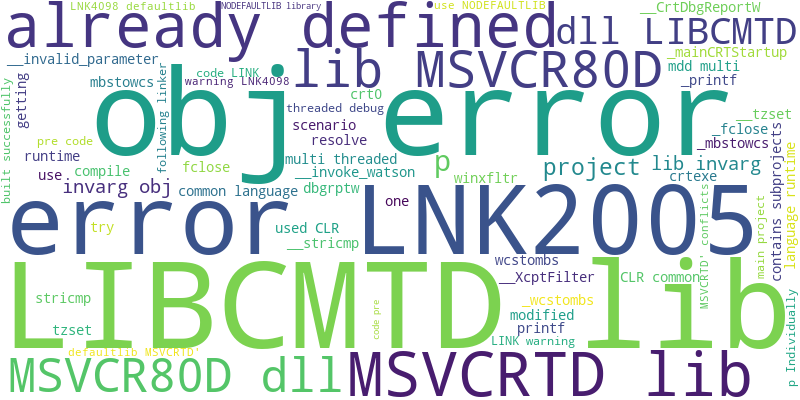 LNK4098 defaultlib
NODEFAULTLIB library
use NODEFAULTLIB
__CrtDbgReportW
already defined
dll LIBCMTD
__invalid_parameter
_mainCRTStartup
lib MSVCR80D
mdd multi
code LINK
mbstowcs
warning LNK4098
_printf
getting
built successfully
following linker
obj error
crt0
threaded debug
__tzset
scenario
_fclose
pre code
resolve
_mbstowcs
runtime
fclose
multi threaded
p
project
lib invarg
compile
__invoke_watson
winxfltr
crtexe
use
dbgrptw
invarg obj
common language
one
contains subprojects
language runtime
error LNK2005
try
used CLR
__stricmp
MSVCRTD' conflicts
main project
wcstombs
LIBCMTD lib
__XcptFilter
CLR common
stricmp
_wcstombs
code pre
modified
tzset
printf
p Individually
LINK warning
defaultlib MSVCRTD'
MSVCR80D dll
MSVCRTD lib